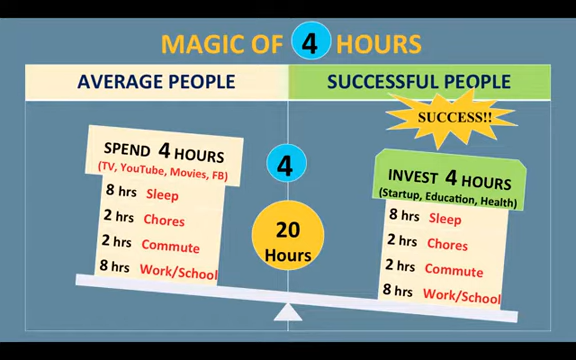 MAGIC OF 4 HOURS
AVERAGE PEOPLE
SUCCESSFUL PEOPLE
SUCCESS!!
SPEND 4 HOURS
(TV, YouTube, Movies, FB)
8 hrs Sleep
2 hrs Chores
2 hrs Commute
8 hrs Work/School
4
20
Hours
INVEST 4 HOURS
(Startup, Education, Health)
8 hrs Sleep
2 hrs Chores
2 hrs Commute
8 hrs Work/School